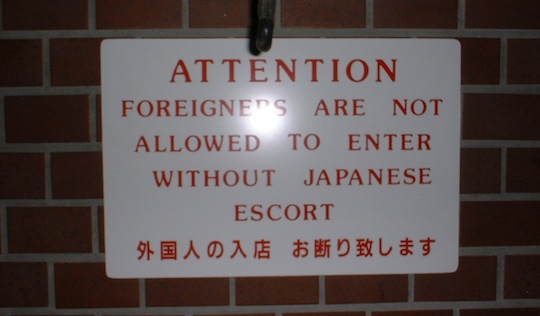 ATTENTION
FOREIGNERS ARE NOT
ALLOWED TO ENTER
WITHOUT JAPANESE
ESCORT
外国人の入店 お断り致します